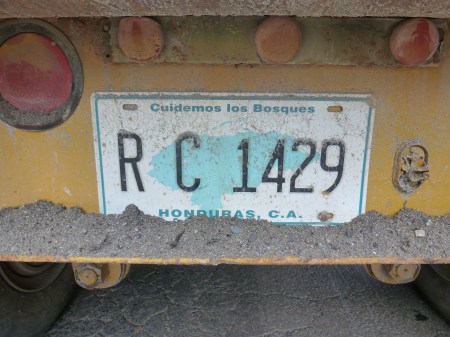 Cuidemos los Bosques
R C 1429
HONDURAS, C.A.